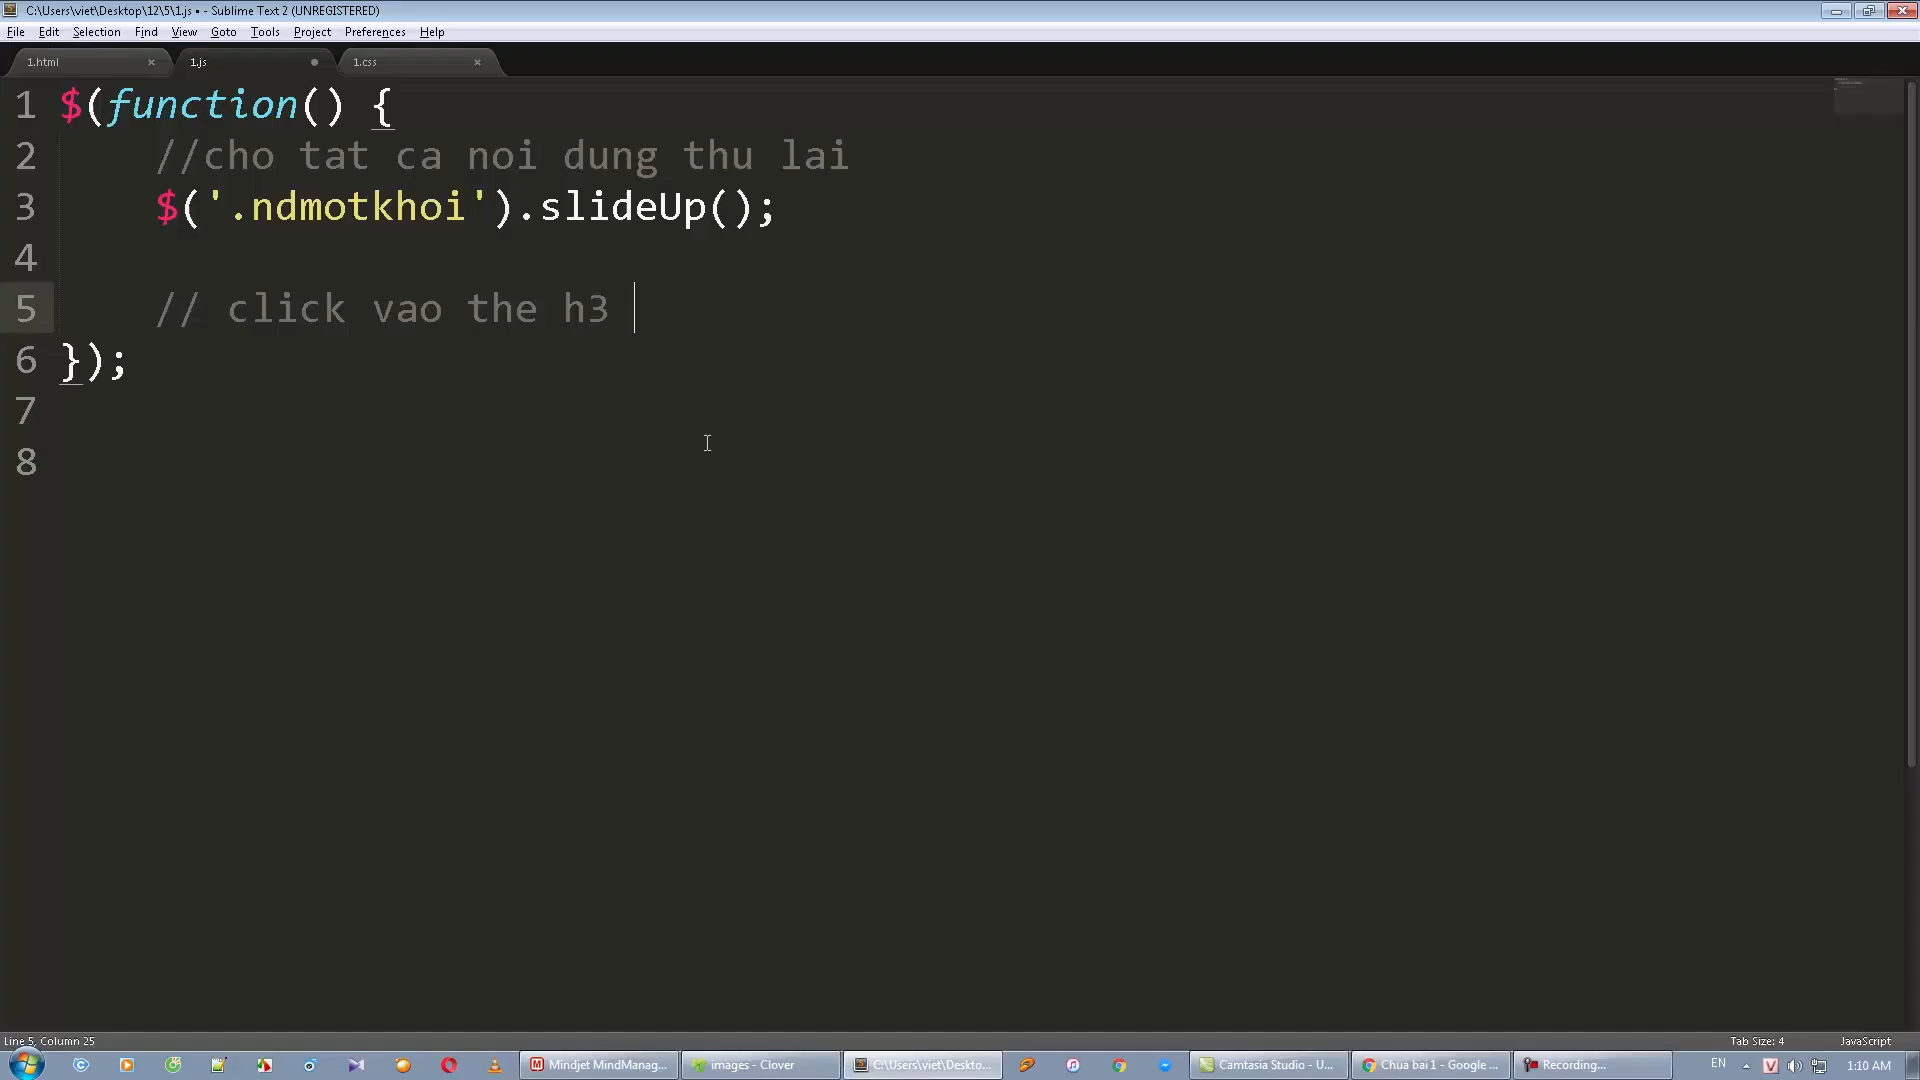 C:\Users\viet\Desktop\12\5\1.js • - Sublime Text 2 (UNREGISTERED)
File Edit Selection Find View Goto Tools Project Preferences Help
1.html 1.js 1.css
1 $(function() {
2 //cho tat ca noi dung thu lai
3 $('.ndmotkhoi').slideUp();
4
5 // click vao the h3
6 });
7
8
Line 5, Column 25 Tab Size: 4 JavaScript
Mindjet MindManag... images - Clover C:\Users\viet\Deskto... Camtasia Studio - U... Chua bai 1 - Google ... Recording... EN 1:10 AM